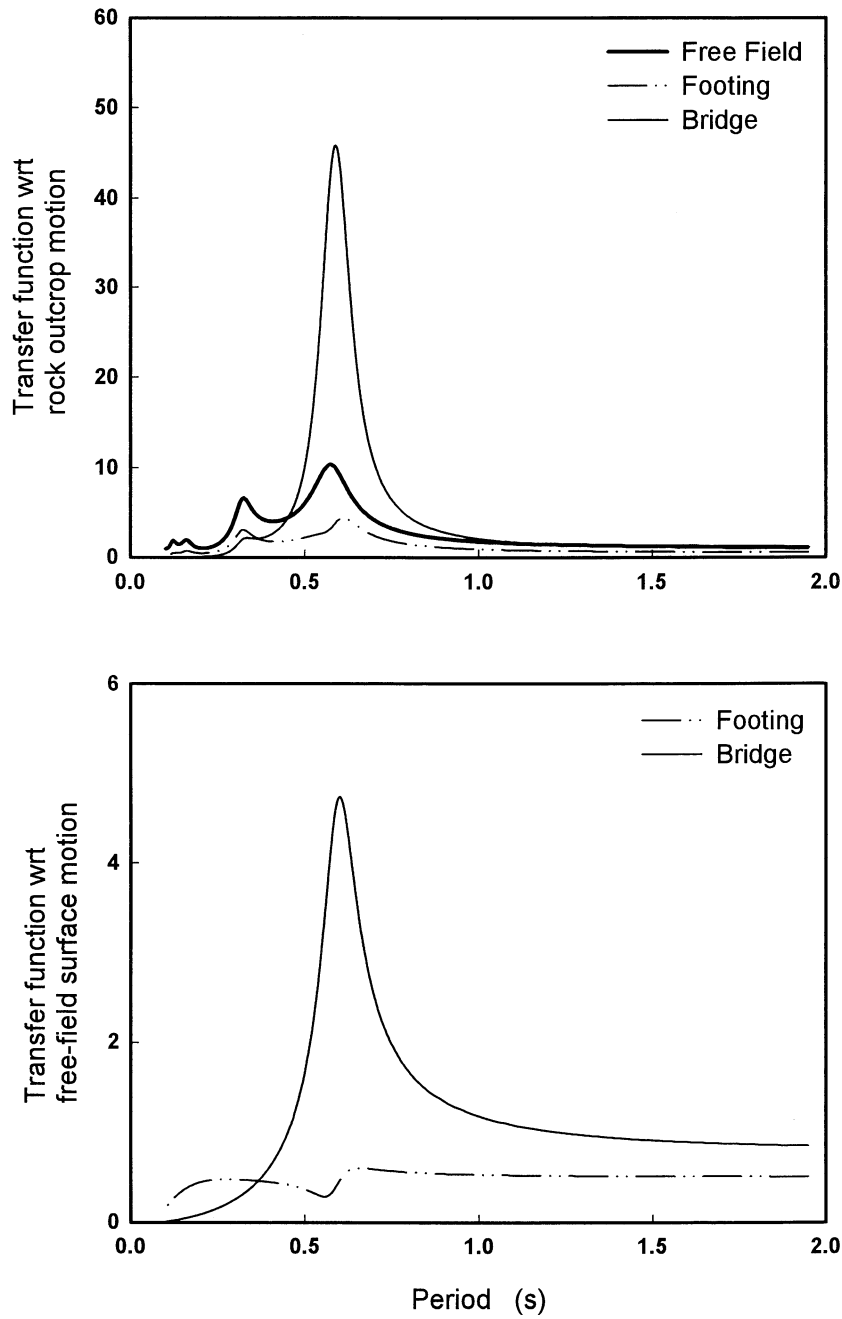 Transfer function wrt
rock outcrop motion
60
50
40
30
20
10
0
0.0 0.5 1.0 1.5 2.0
Free Field
Footing
Bridge
Transfer function wrt
free-field surface motion
6
4
2
0
0.0 0.5 1.0 1.5 2.0
Footing
Bridge
Period (s)